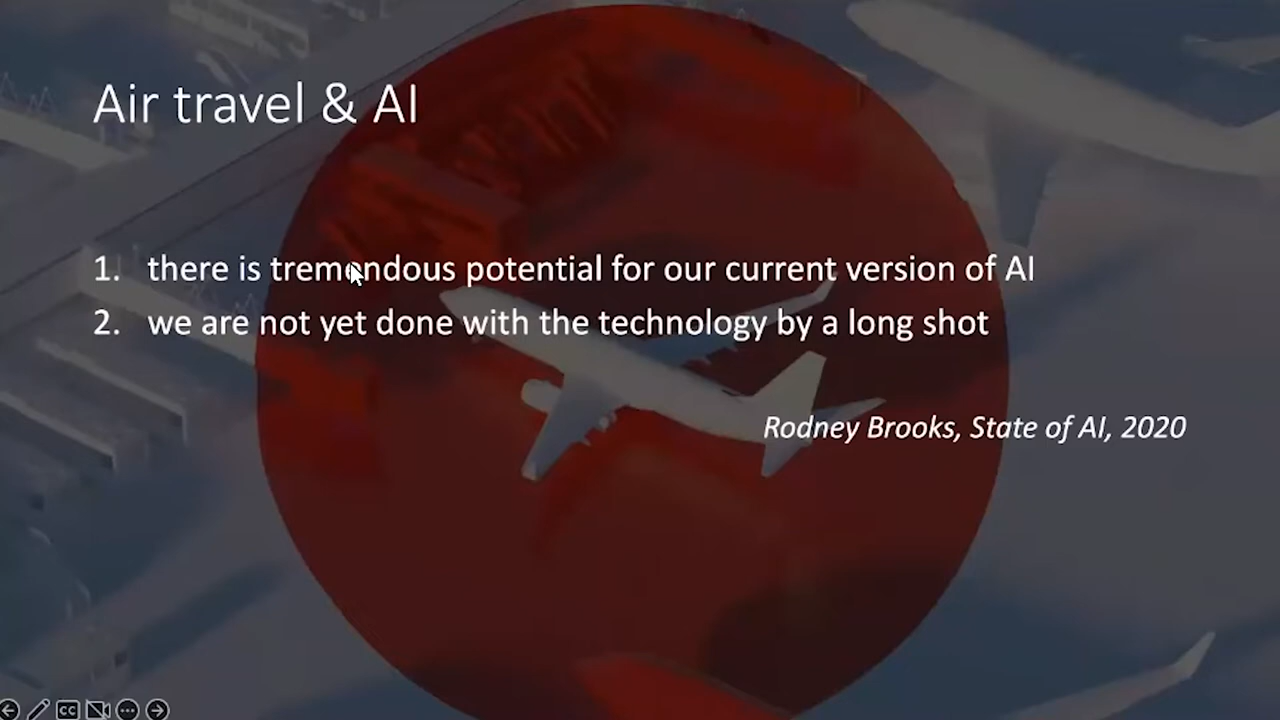 Air travel & AI
1. there is tremendous potential for our current version of AI
2. we are not yet done with the technology by a long shot
Rodney Brooks, State of AI, 2020
CC